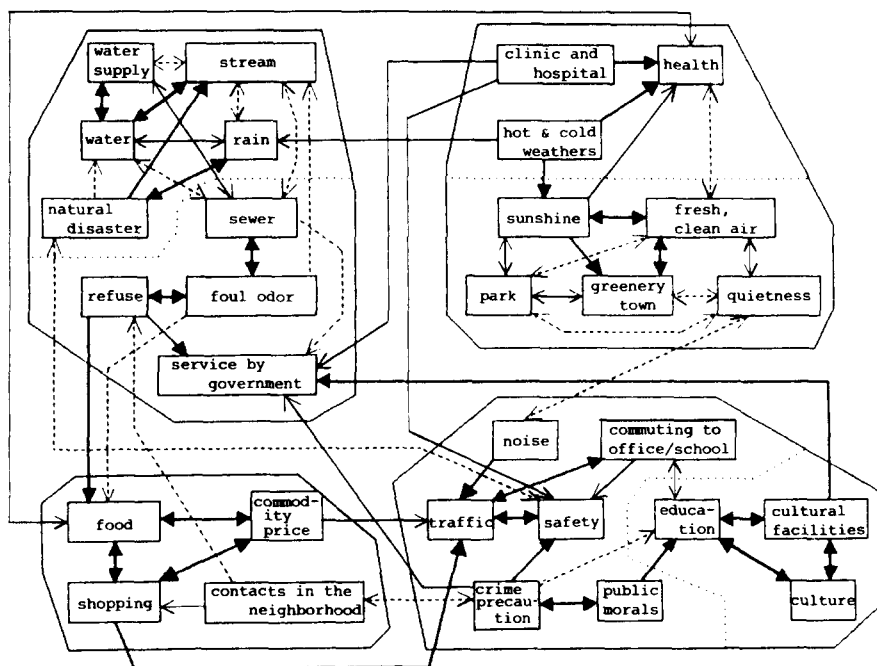 water
supply
stream
water
rain
natural
disaster
sewer
refuse
foul odor
service by
government
clinic and
hospital
health
hot & cold
weathers
sunshine
fresh,
clean air
park
greenery
town
quietness
noise
commuting to
office/school
traffic
safety
educa-
tion
cultural
facilities
crime
precau-
tion
public
morals
culture
food
commod-
ity
price
shopping
contacts in the
neighborhood